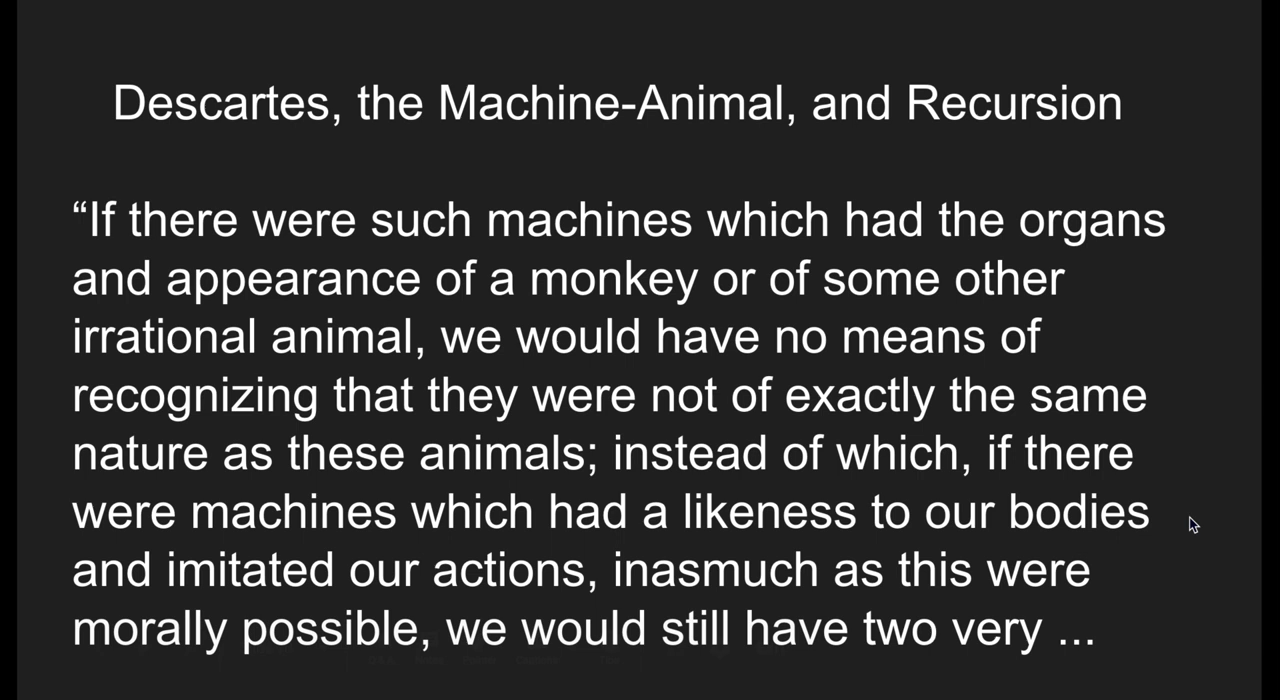 Descartes, the Machine-Animal, and Recursion
“If there were such machines which had the organs
and appearance of a monkey or of some other
irrational animal, we would have no means of
recognizing that they were not of exactly the same
nature as these animals; instead of which, if there
were machines which had a likeness to our bodies
and imitated our actions, inasmuch as this were
morally possible, we would still have two very ...